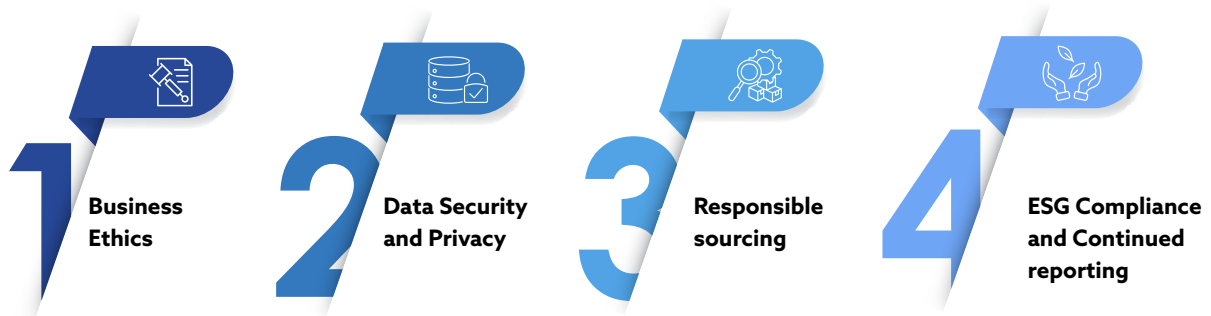 1
Business
Ethics
2
Data Security
and Privacy
3
Responsible
sourcing
4
ESG Compliance
and Continued
reporting